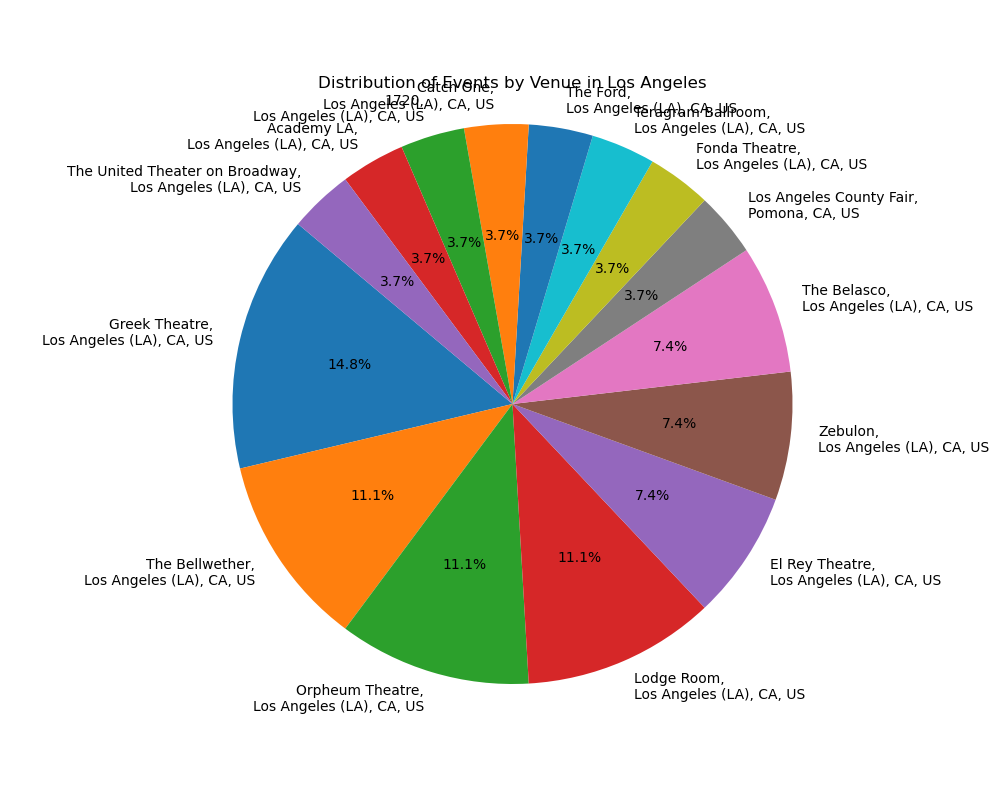 Distribution of Events by Venue in Los Angeles
Catch One,
Los Angeles (LA), CA, US
1720,
Los Angeles (LA), CA, US
Academy LA,
Los Angeles (LA), CA, US
The United Theater on Broadway,
Los Angeles (LA), CA, US
Greek Theatre,
Los Angeles (LA), CA, US
The Bellwether,
Los Angeles (LA), CA, US
Orpheum Theatre,
Los Angeles (LA), CA, US
Lodge Room,
Los Angeles (LA), CA, US
El Rey Theatre,
Los Angeles (LA), CA, US
Zebulon,
Los Angeles (LA), CA, US
The Belasco,
Los Angeles (LA), CA, US
Los Angeles County Fair,
Pomona, CA, US
Fonda Theatre,
Los Angeles (LA), CA, US
Teragram Ballroom,
Los Angeles (LA), CA, US
The Ford,
Los Angeles (LA), CA, US
3.7%
3.7%
3.7%
3.7%
14.8%
11.1%
11.1%
11.1%
7.4%
7.4%
7.4%
3.7%
3.7%
3.7%
3.7%